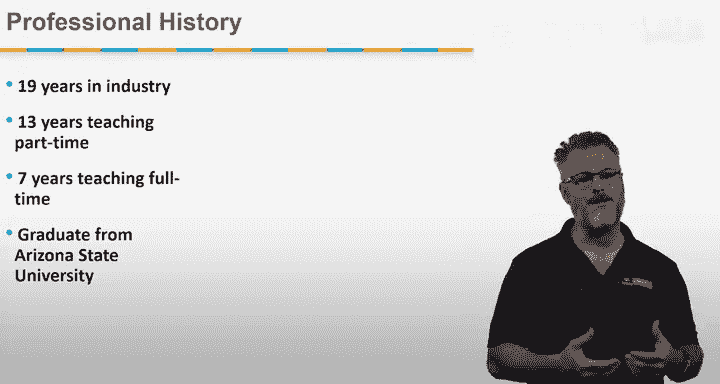 Professional History
• 19 years in industry
• 13 years teaching
part-time
• 7 years teaching full-
time
• Graduate from
Arizona State
University